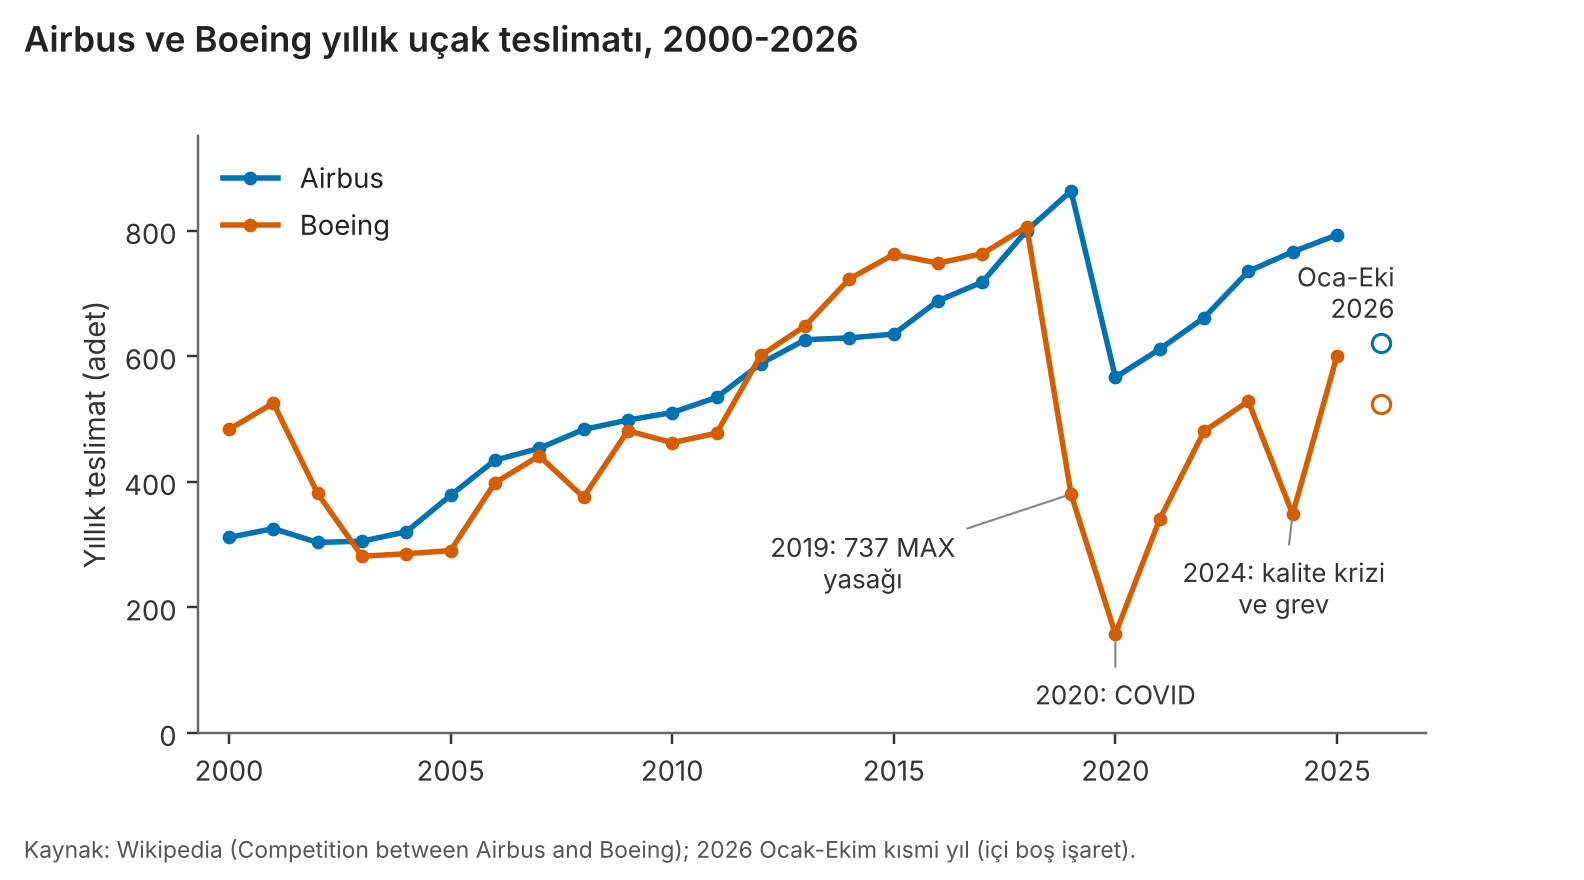 Airbus ve Boeing yıllık uçak teslimatı, 2000-2026
Airbus
Boeing
Yıllık teslimat (adet)
800
600
400
200
0
Oca-Eki
2026
2019: 737 MAX
yasağı
2024: kalite krizi
ve grev
2020: COVID
2000
2005
2010
2015
2020
2025
Kaynak: Wikipedia (Competition between Airbus and Boeing); 2026 Ocak-Ekim kısmi yıl (içi boş işaret).